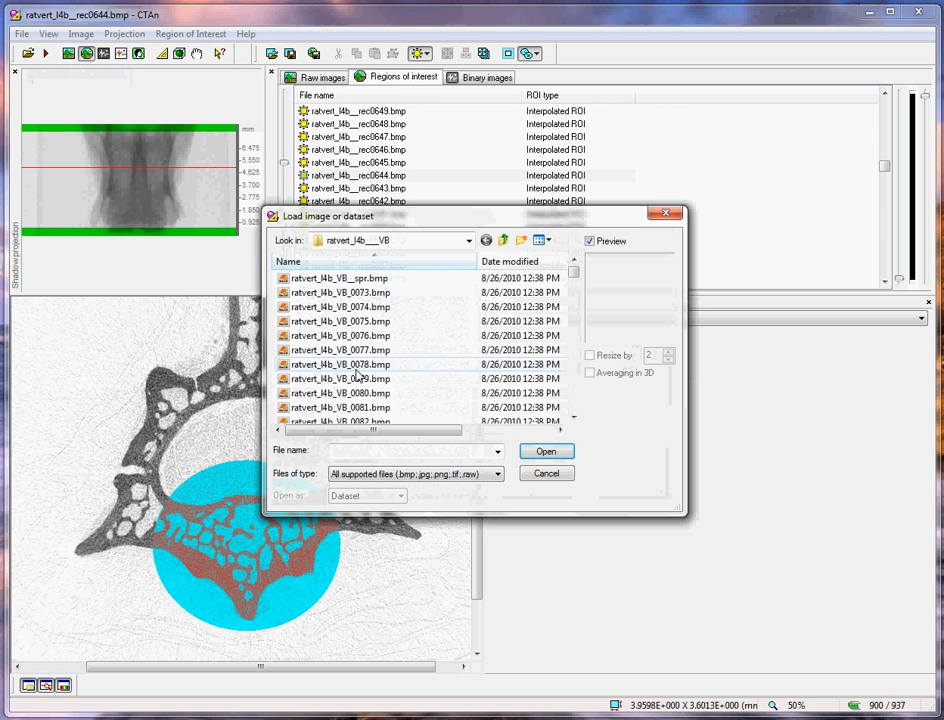 ratvert_l4b__rec0644.bmp - CTAn
File View Image Projection Region of Interest Help
Raw images Regions of interest Binary images
File name ROI type
ratvert_l4b__rec0649.bmp Interpolated ROI
ratvert_l4b__rec0648.bmp Interpolated ROI
ratvert_l4b__rec0647.bmp Interpolated ROI
ratvert_l4b__rec0646.bmp Interpolated ROI
ratvert_l4b__rec0645.bmp Interpolated ROI
ratvert_l4b__rec0644.bmp Interpolated ROI
ratvert_l4b__rec0643.bmp Interpolated ROI
ratvert_l4b__rec0642.bmp Interpolated ROI
mm
6.475
5.550
4.625
3.700
2.775
1.850
0.925
Shadow projection
Load image or dataset
Look in: ratvert_l4b___VB
Preview
Name Date modified
ratvert_l4b_VB__spr.bmp 8/26/2010 12:38 PM
ratvert_l4b_VB_0073.bmp 8/26/2010 12:38 PM
ratvert_l4b_VB_0074.bmp 8/26/2010 12:38 PM
ratvert_l4b_VB_0075.bmp 8/26/2010 12:38 PM
ratvert_l4b_VB_0076.bmp 8/26/2010 12:38 PM
ratvert_l4b_VB_0077.bmp 8/26/2010 12:38 PM
ratvert_l4b_VB_0078.bmp 8/26/2010 12:38 PM
ratvert_l4b_VB_0079.bmp 8/26/2010 12:38 PM
ratvert_l4b_VB_0080.bmp 8/26/2010 12:38 PM
ratvert_l4b_VB_0081.bmp 8/26/2010 12:38 PM
ratvert_l4b_VB_0082.bmp 8/26/2010 12:38 PM
Resize by 2
Averaging in 3D
File name: Open
Files of type: All supported files (.bmp;.jpg;.png;.tif;.raw) Cancel
Open as: Dataset
3.9598E+000 X 3.6013E+000 (mn 50% 900 / 937